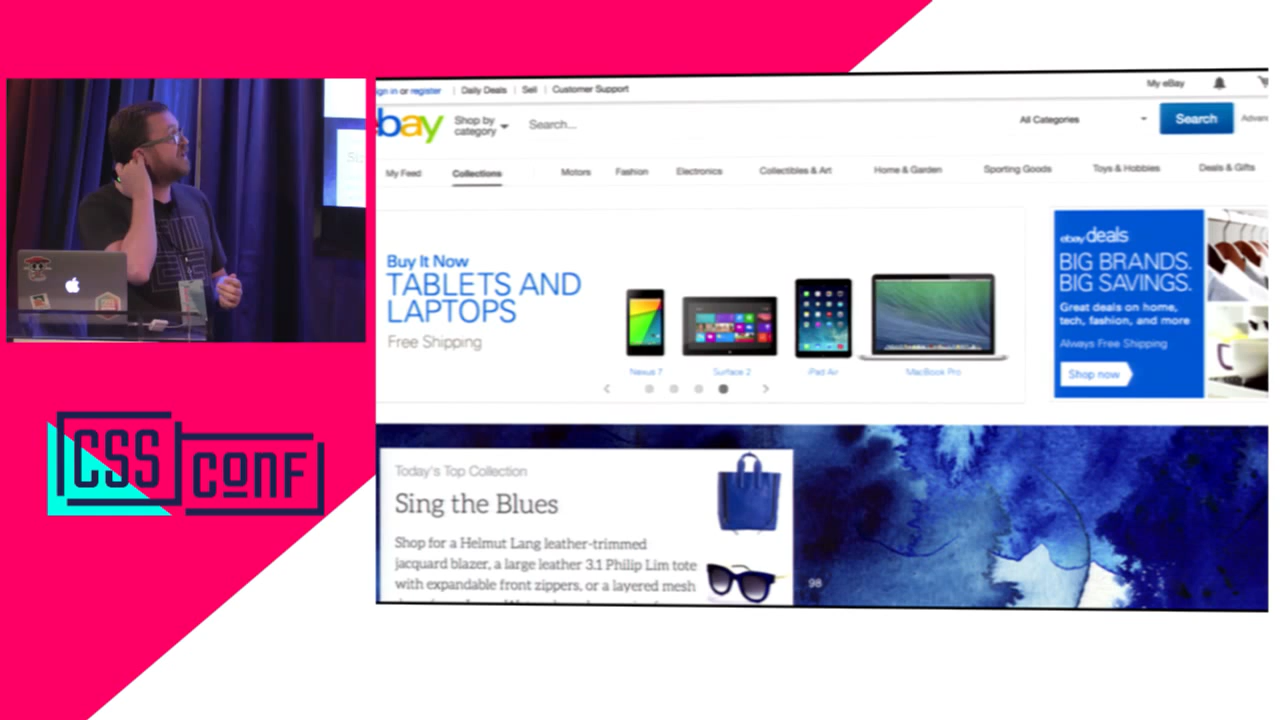 sign in or register | Daily Deals | Sell | Customer Support
My eBay
ebay
Shop by
category
Search...
All Categories
Search
My Feed
Collections
Motors
Fashion
Electronics
Collectibles & Art
Home & Garden
Sporting Goods
Toys & Hobbies
Deals & Gifts
Buy It Now
TABLETS AND
LAPTOPS
Free Shipping
Nexus 7
Surface 2
iPad Air
MacBook Pro
ebay deals
BIG BRANDS.
BIG SAVINGS.
Great deals on home,
tech, fashion, and more
Always Free Shipping
Shop now
Today's Top Collection
Sing the Blues
Shop for a Helmut Lang leather-trimmed
jacquard blazer, a large leather 3.1 Philip Lim tote
with expandable front zippers, or a layered mesh
98
CSS
CONF